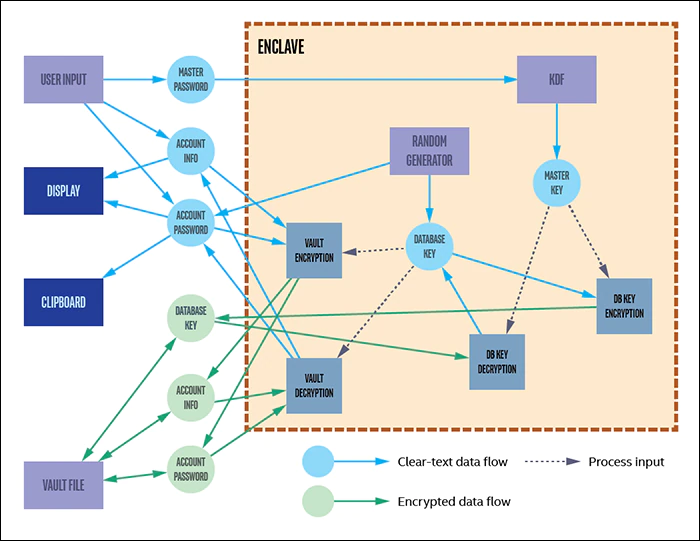 ENCLAVE
USER INPUT
MASTER
PASSWORD
KDF
ACCOUNT
INFO
RANDOM
GENERATOR
DISPLAY
MASTER
KEY
ACCOUNT
PASSWORD
VAULT
ENCRYPTION
DATABASE
KEY
CLIPBOARD
DATABASE
KEY
DB KEY
ENCRYPTION
DB KEY
DECRYPTION
VAULT
DECRYPTION
ACCOUNT
INFO
VAULT FILE
ACCOUNT
PASSWORD
Clear-text data flow
Process input
Encrypted data flow